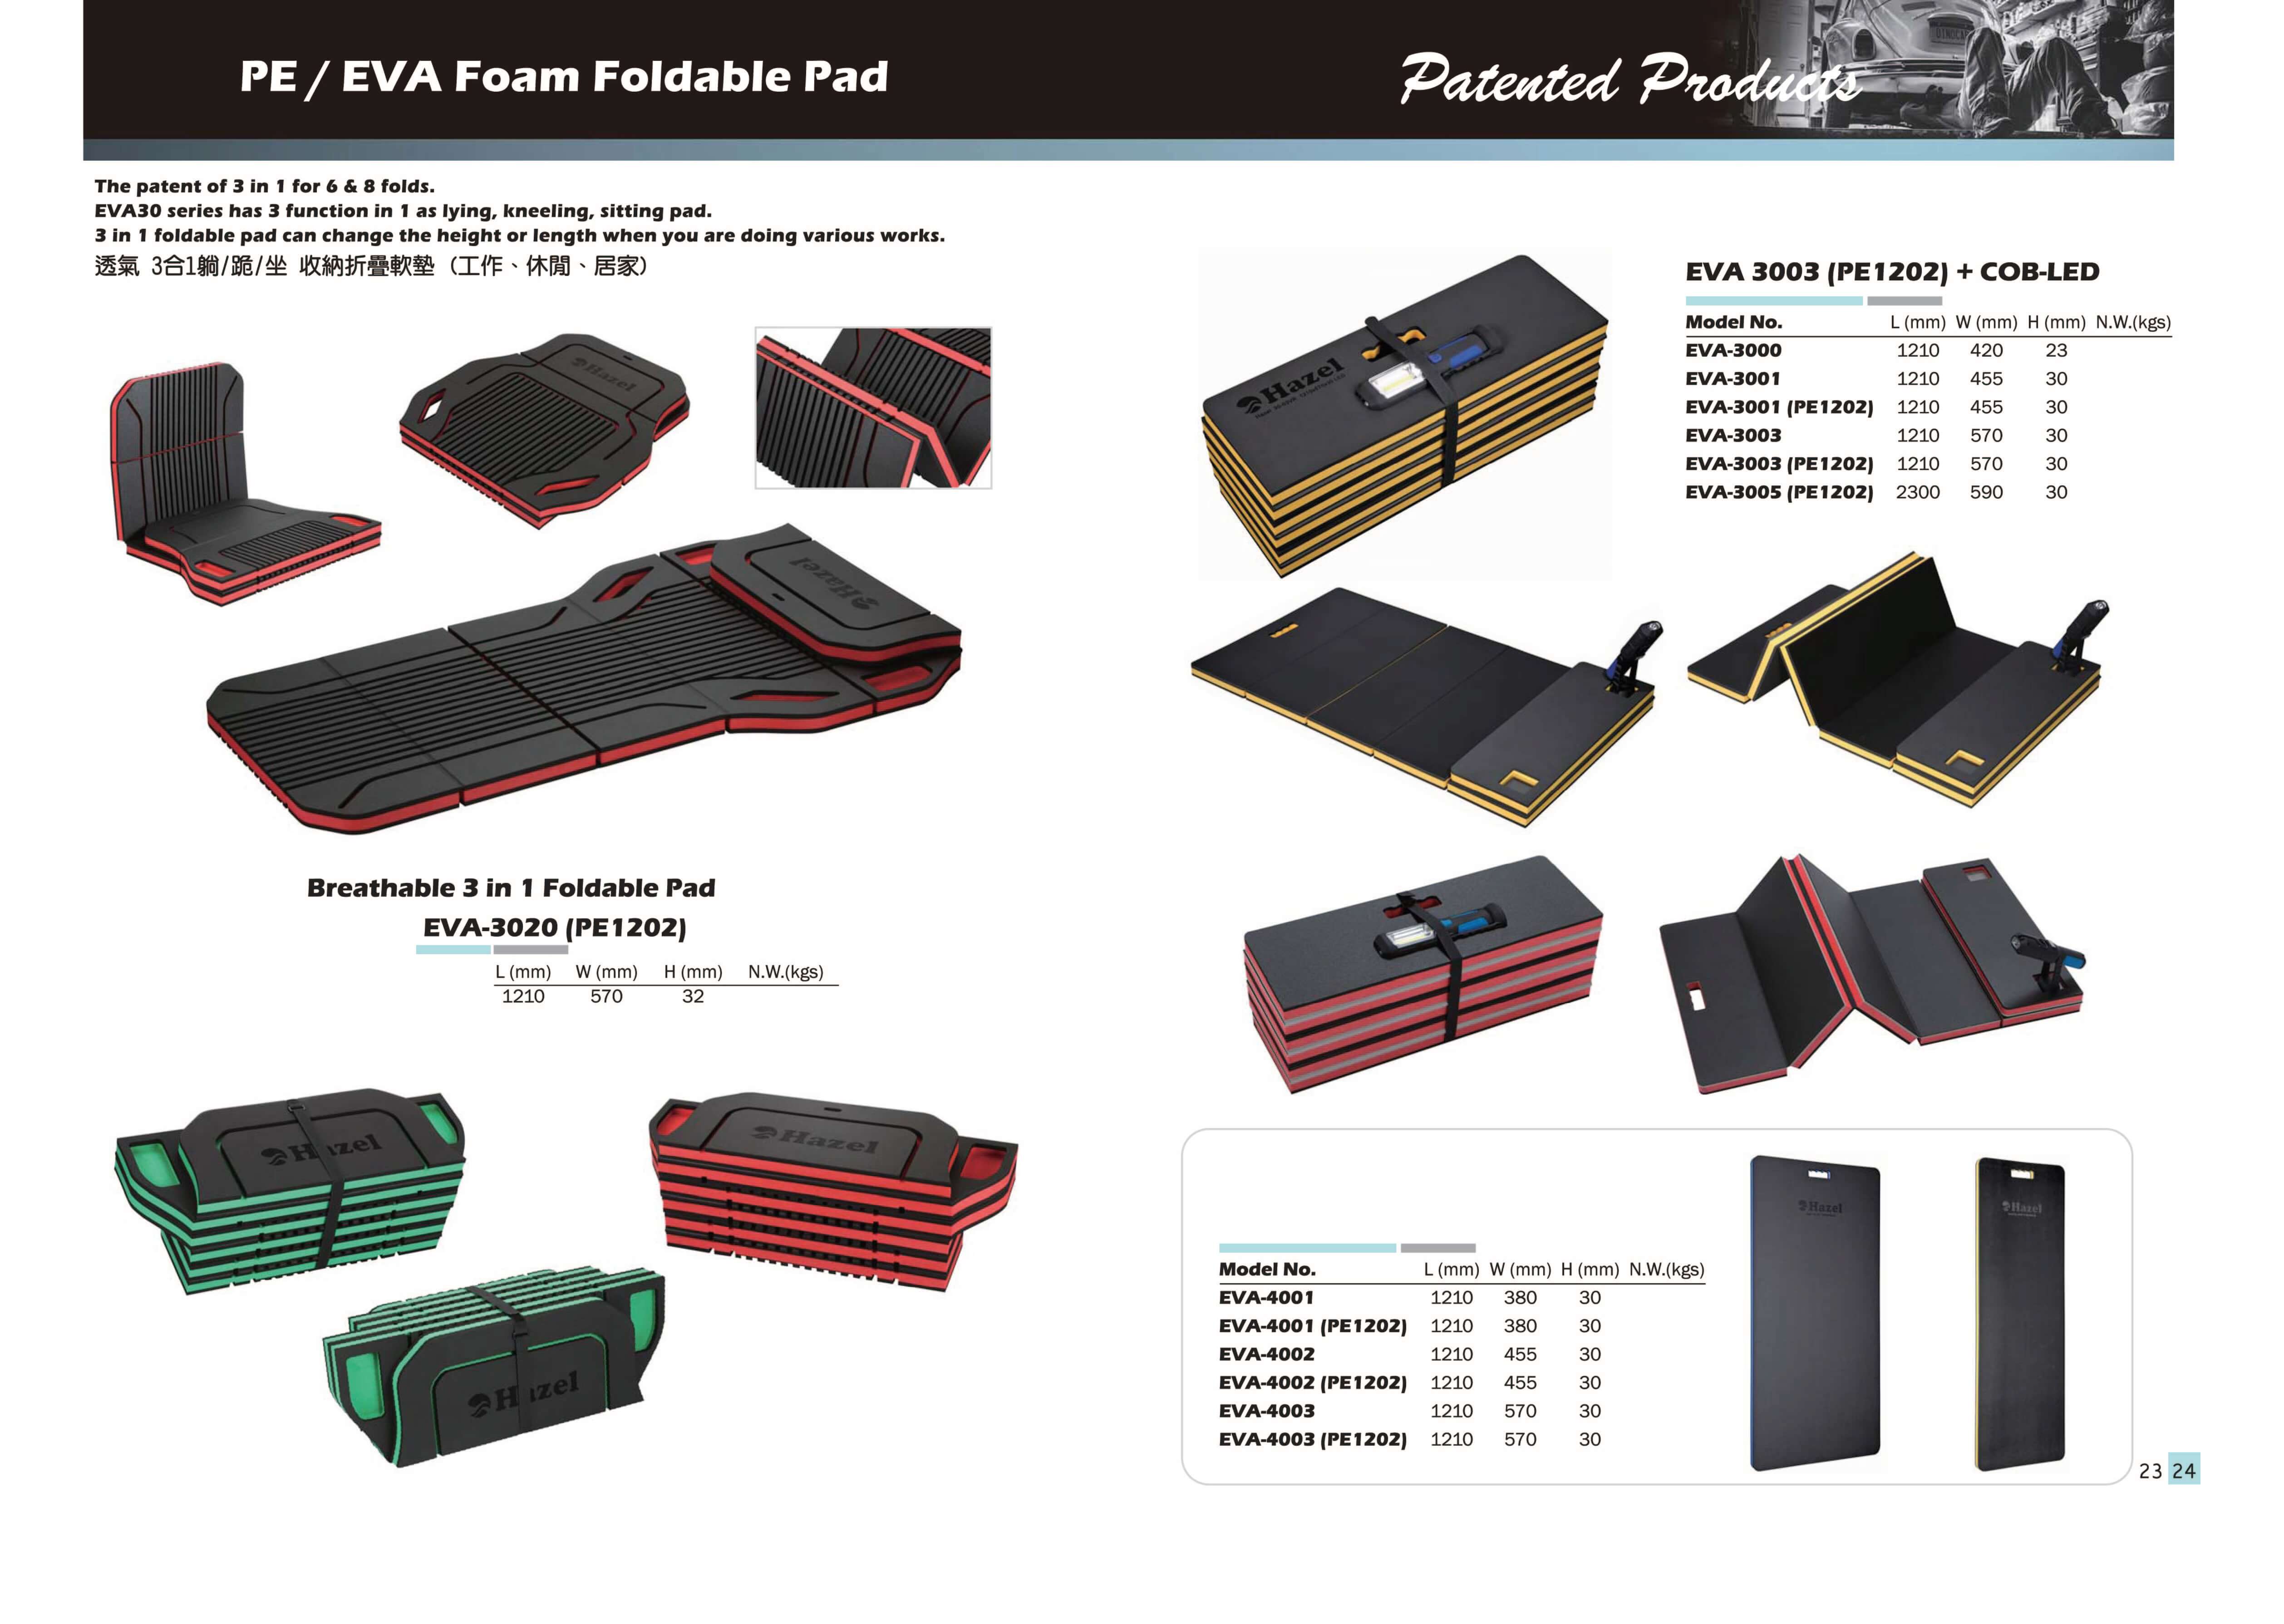 PE / EVA Foam Foldable Pad
Patented Products
The patent of 3 in 1 for 6 & 8 folds.
EVA30 series has 3 function in 1 as lying, kneeling, sitting pad.
3 in 1 foldable pad can change the height or length when you are doing various works.
透氣 3合1躺/跪/坐 收納折疊軟墊（工作、休閒、居家）
Hazel
Hazel
Breathable 3 in 1 Foldable Pad
EVA-3020 (PE1202)
L (mm) W (mm) H (mm) N.W.(kgs)
1210 570 32
Hazel
Hazel
H zel
Hazel
EVA 3003 (PE1202) + COB-LED
Model No. L (mm) W (mm) H (mm) N.W.(kgs)
EVA-3000 1210 420 23
EVA-3001 1210 455 30
EVA-3001 (PE1202) 1210 455 30
EVA-3003 1210 570 30
EVA-3003 (PE1202) 1210 570 30
EVA-3005 (PE1202) 2300 590 30
Model No. L (mm) W (mm) H (mm) N.W.(kgs)
EVA-4001 1210 380 30
EVA-4001 (PE1202) 1210 380 30
EVA-4002 1210 455 30
EVA-4002 (PE1202) 1210 455 30
EVA-4003 1210 570 30
EVA-4003 (PE1202) 1210 570 30
Hazel
Hazel
23 24